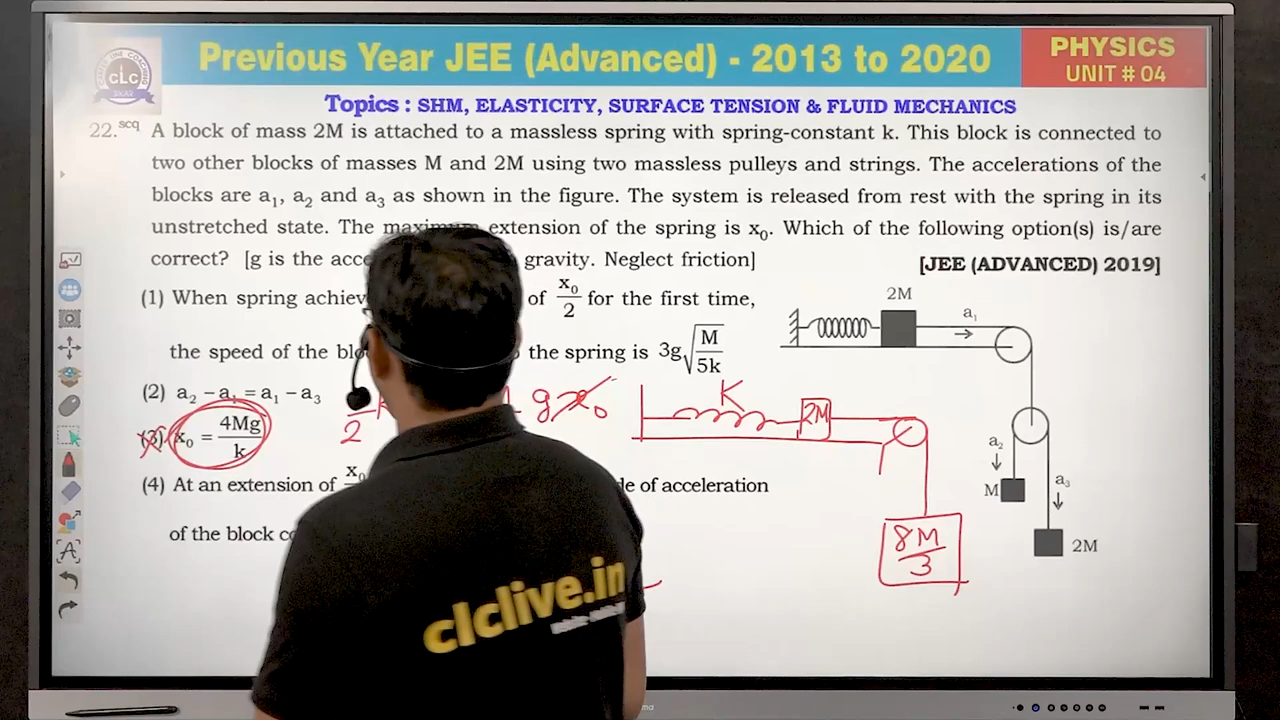 CLC
SIKAR
Previous Year JEE (Advanced) - 2013 to 2020
PHYSICS
UNIT # 04
Topics : SHM, ELASTICITY, SURFACE TENSION & FLUID MECHANICS
22.scq A block of mass 2M is attached to a massless spring with spring-constant k. This block is connected to
two other blocks of masses M and 2M using two massless pulleys and strings. The accelerations of the
blocks are a₁, a₂ and a₃ as shown in the figure. The system is released from rest with the spring in its
unstretched state. The extension of the spring is x₀. Which of the following option(s) is/are
correct? [g is the gravity. Neglect friction]
[JEE (ADVANCED) 2019]
(1) When spring of x₀/2 for the first time,
the speed of the the spring is 3g√(M/5k)
(2) a₂ – a₁ = a₁ – a₃
(3) x₀ = 4Mg/k
(4) At an extension of of acceleration
of the block
2M
a₁
a₂
M
a₃
2M
2
g x₀
K
2M
8M/3
clclive.in